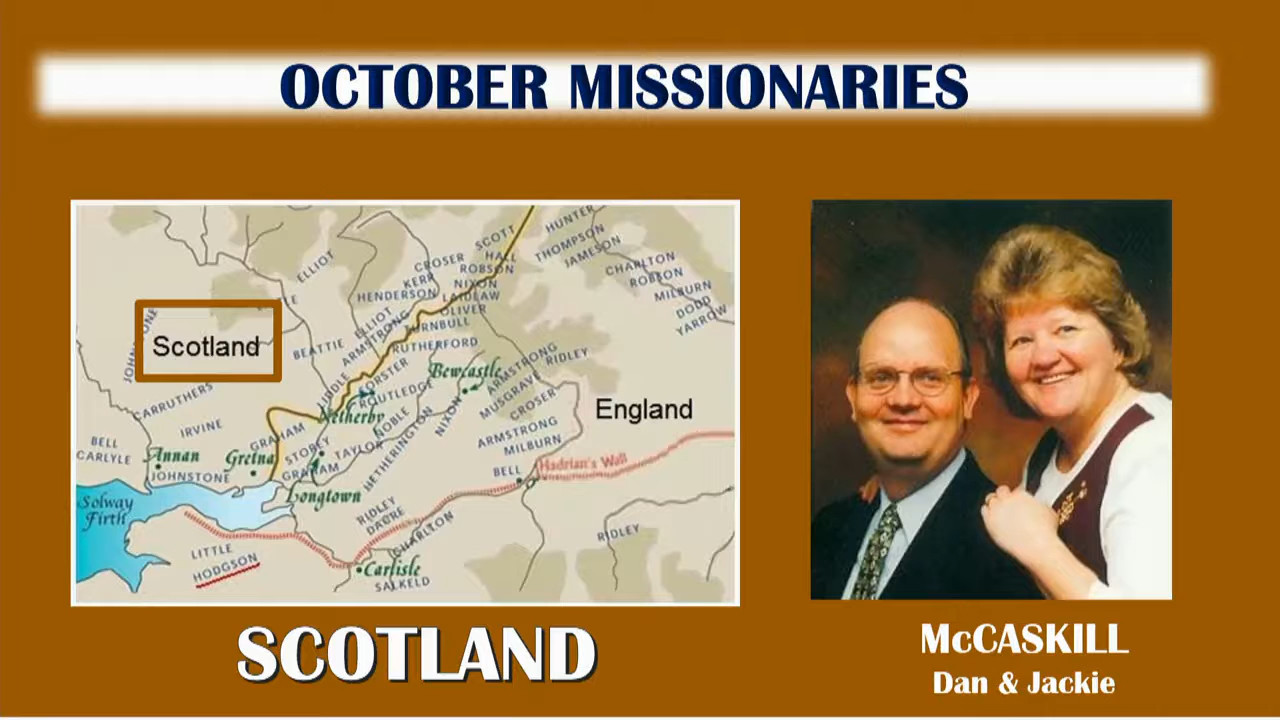 OCTOBER MISSIONARIES
HUNTER
SCOTT
THOMPSON
HALL
JAMESON
ELLIOT
CROSER
ROBSON
CHARLTON
KERR
NIXON
ROBSON
HENDERSON
LAIDLAW
MILBURN
OLIVER
DODD
ELLIOT
TURNBULL
YARROW
ARMSTRONG
Scotland
BEATTIE
RUTHERFORD
ARMSTRONG
RIDLEY
Bewcastle
FORSTER
MUSGRAVE
CARRUTHERS
ROUTLEDGE
CROSER
England
Netherby
NOBLE
NIXON
IRVINE
GRAHAM
HETHERINGTON
ARMSTRONG
BELL
STOREY
TAYLOR
MILBURN
CARLYLE
Annan
Gretna
JOHNSTONE
GRAHAM
BELL
Hadrian's Wall
Longtown
Solway
Firth
RIDLEY
DACRE
CHARLTON
RIDLEY
LITTLE
HODGSON
Carlisle
SALKELD
SCOTLAND
McCASKILL
Dan & Jackie